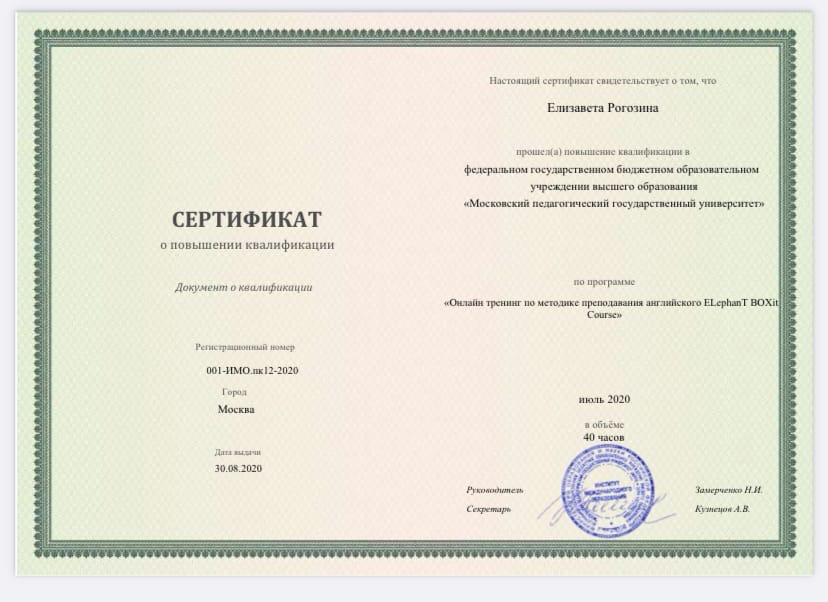 СЕРТИФИКАТ
о повышении квалификации
Документ о квалификации
Регистрационный номер
001-ИМО.пк12-2020
Город
Москва
Дата выдачи
30.08.2020
Настоящий сертификат свидетельствует о том, что
Елизавета Рогозина
прошел(а) повышение квалификации в
федеральном государственном бюджетном образовательном
учреждении высшего образования
«Московский педагогический государственный университет»
по программе
«Онлайн тренинг по методике преподавания английского ELephanT BOXit
Course»
июль 2020
в объёме
40 часов
Руководитель
Замерченко Н.И.
Секретарь
Кузнецов А.В.
ИНСТИТУТ
МЕЖДУНАРОДНОГО
ОБРАЗОВАНИЯ